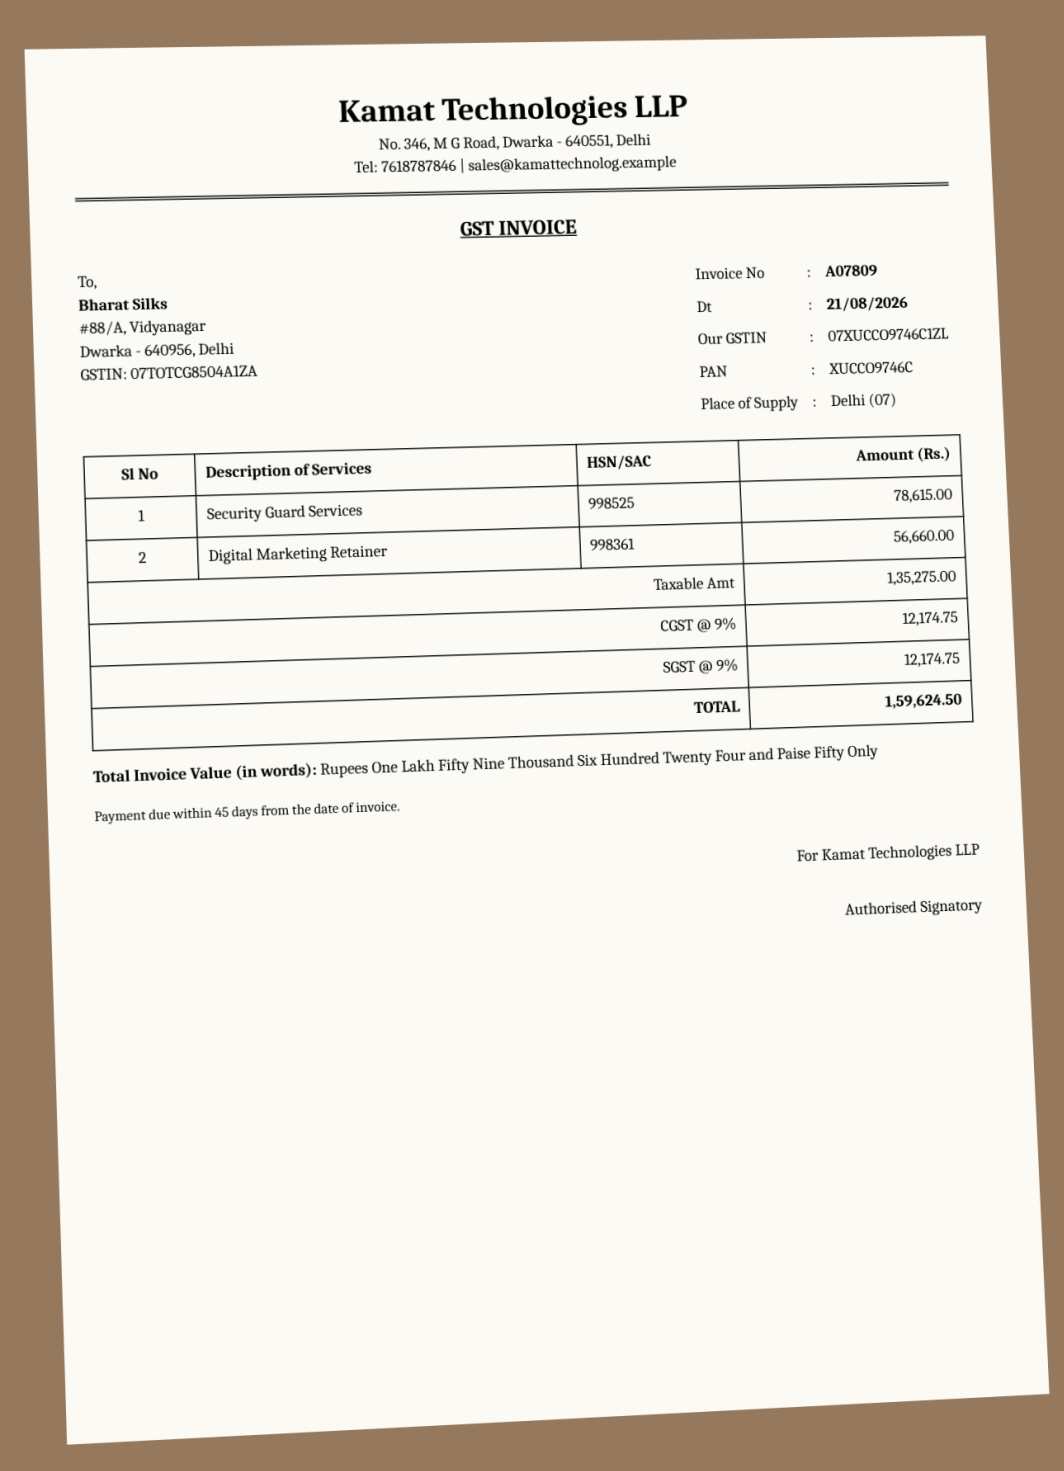 Kamat Technologies LLP
No. 346, M G Road, Dwarka - 640551, Delhi
Tel: 7618787846 | sales@kamattechnolog.example
GST INVOICE
To,
Bharat Silks
#88/A, Vidyanagar
Dwarka - 640956, Delhi
GSTIN: 07TOTCG8504A1ZA
Invoice No : A07809
Dt : 21/08/2026
Our GSTIN : 07XUCCO9746C1ZL
PAN : XUCCO9746C
Place of Supply : Delhi (07)
Sl No Description of Services HSN/SAC Amount (Rs.)
1 Security Guard Services 998525 78,615.00
2 Digital Marketing Retainer 998361 56,660.00
Taxable Amt 1,35,275.00
CGST @ 9% 12,174.75
SGST @ 9% 12,174.75
TOTAL 1,59,624.50
Total Invoice Value (in words): Rupees One Lakh Fifty Nine Thousand Six Hundred Twenty Four and Paise Fifty Only
Payment due within 45 days from the date of invoice.
For Kamat Technologies LLP
Authorised Signatory